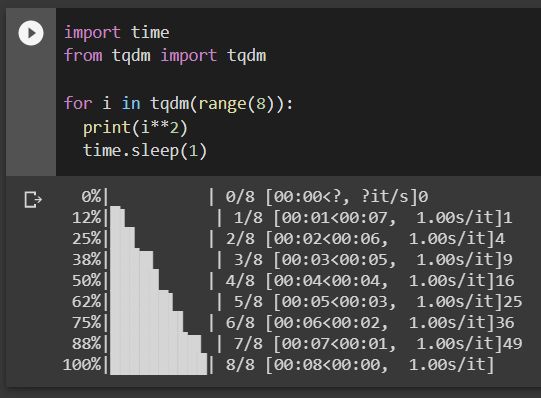 import time
from tqdm import tqdm
for i in tqdm(range(8)):
print(i**2)
time.sleep(1)
0%| | 0/8 [00:00<?, ?it/s]0
12%| | 1/8 [00:01<00:07, 1.00s/it]1
25%| | 2/8 [00:02<00:06, 1.00s/it]4
38%| | 3/8 [00:03<00:05, 1.00s/it]9
50%| | 4/8 [00:04<00:04, 1.00s/it]16
62%| | 5/8 [00:05<00:03, 1.00s/it]25
75%| | 6/8 [00:06<00:02, 1.00s/it]36
88%| | 7/8 [00:07<00:01, 1.00s/it]49
100%| | 8/8 [00:08<00:00, 1.00s/it]